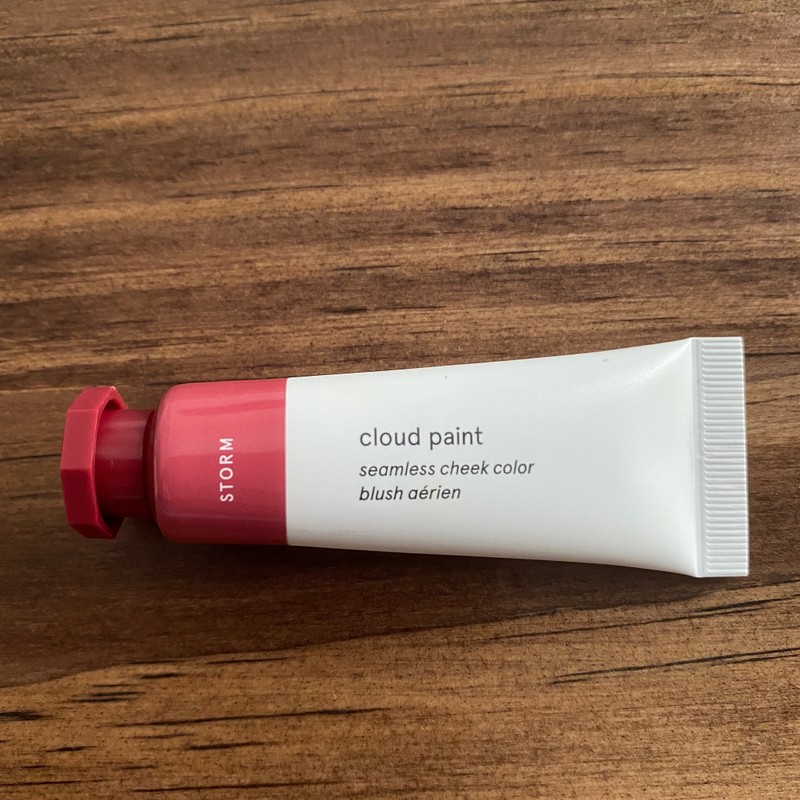 STORM
cloud paint
seamless cheek color
blush aérien